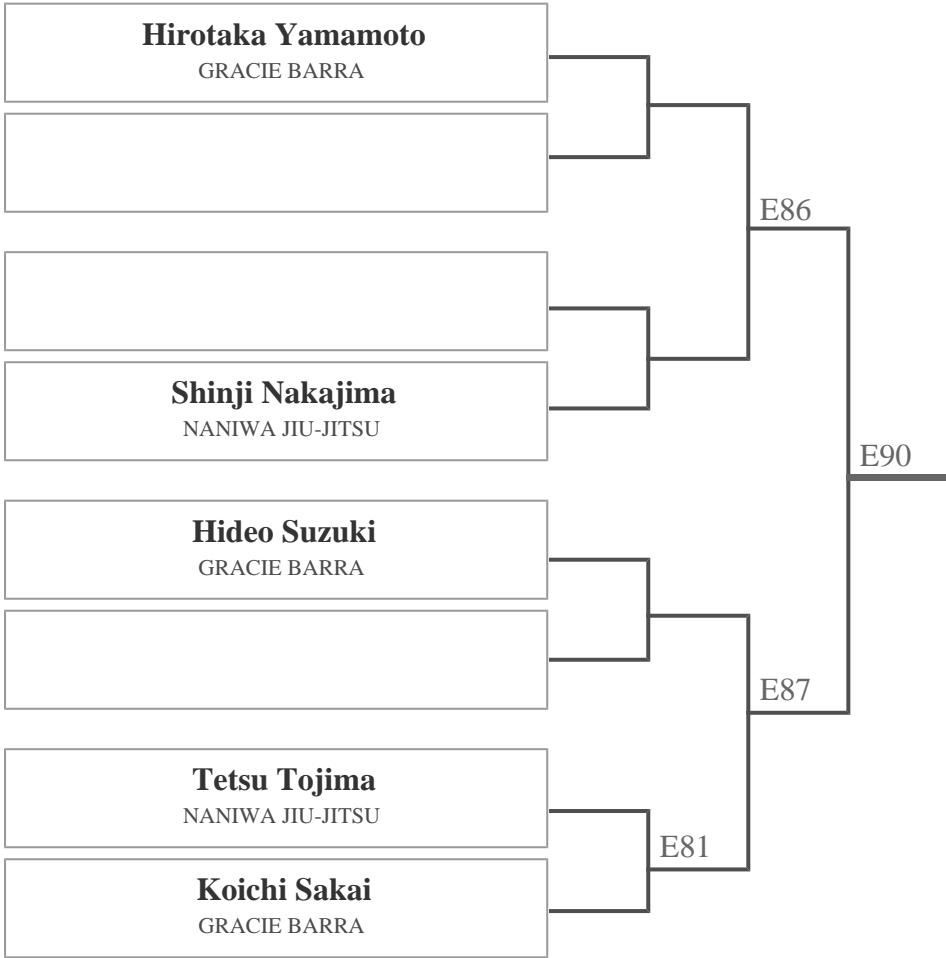 Hirotaka Yamamoto
GRACIE BARRA
E86
Shinji Nakajima
NANIWA JIU-JITSU
E90
Hideo Suzuki
GRACIE BARRA
E87
Tetsu Tojima
NANIWA JIU-JITSU
E81
Koichi Sakai
GRACIE BARRA